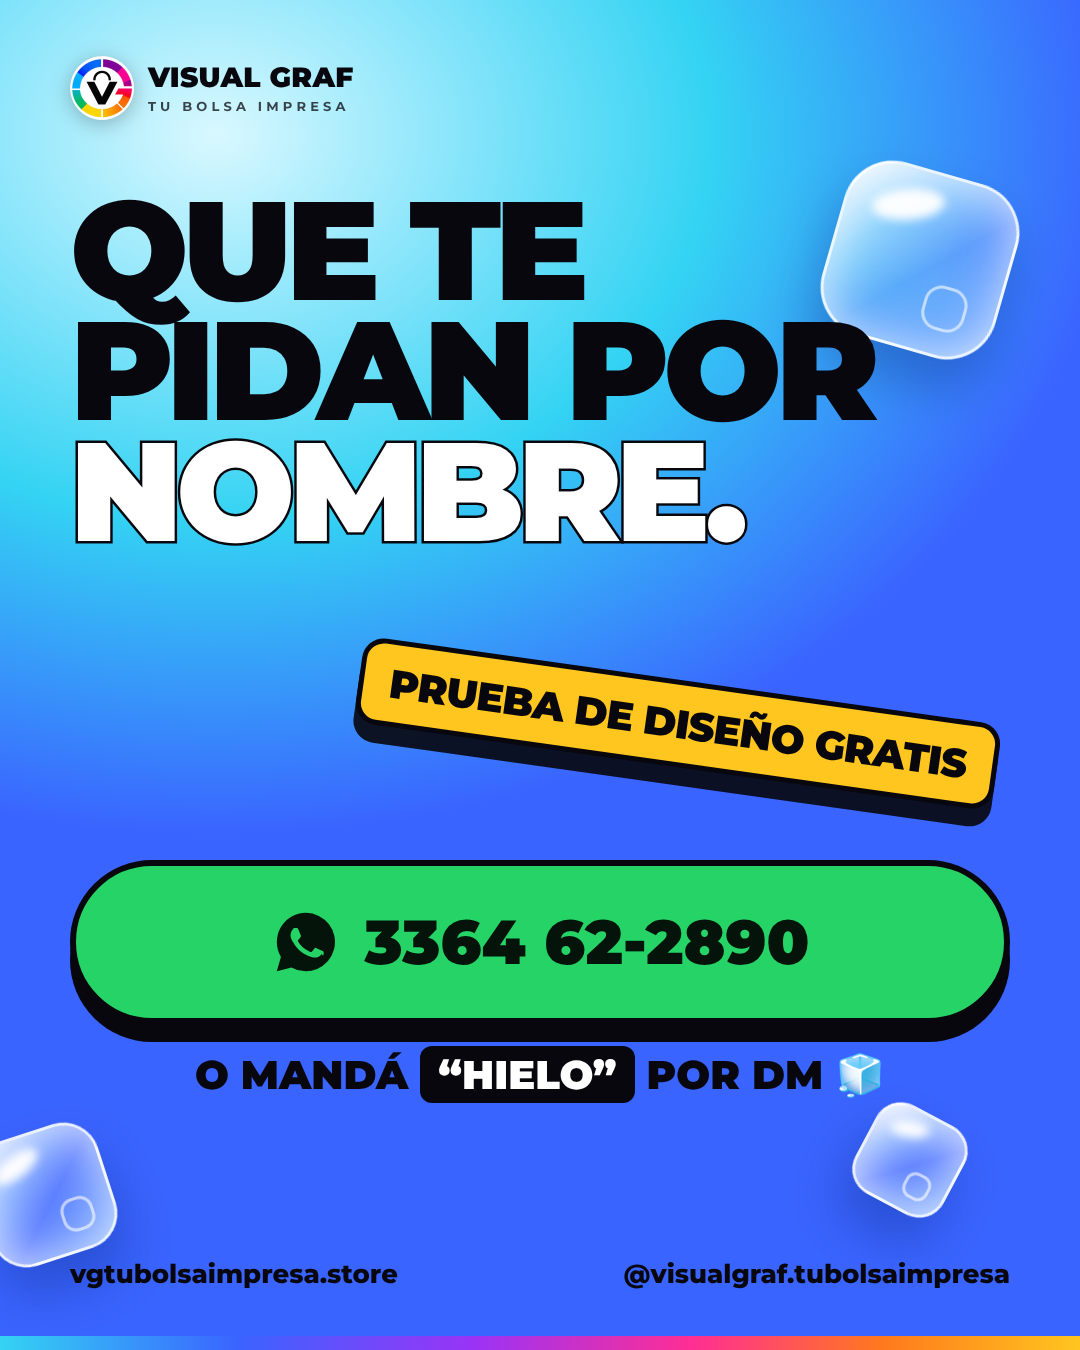 VISUAL GRAF
TU BOLSA IMPRESA
QUE TE
PIDAN POR
NOMBRE.
PRUEBA DE DISEÑO GRATIS
3364 62-2890
O MANDÁ “HIELO” POR DM 🧊
vgtubolsaimpresa.store
@visualgraf.tubolsaimpresa